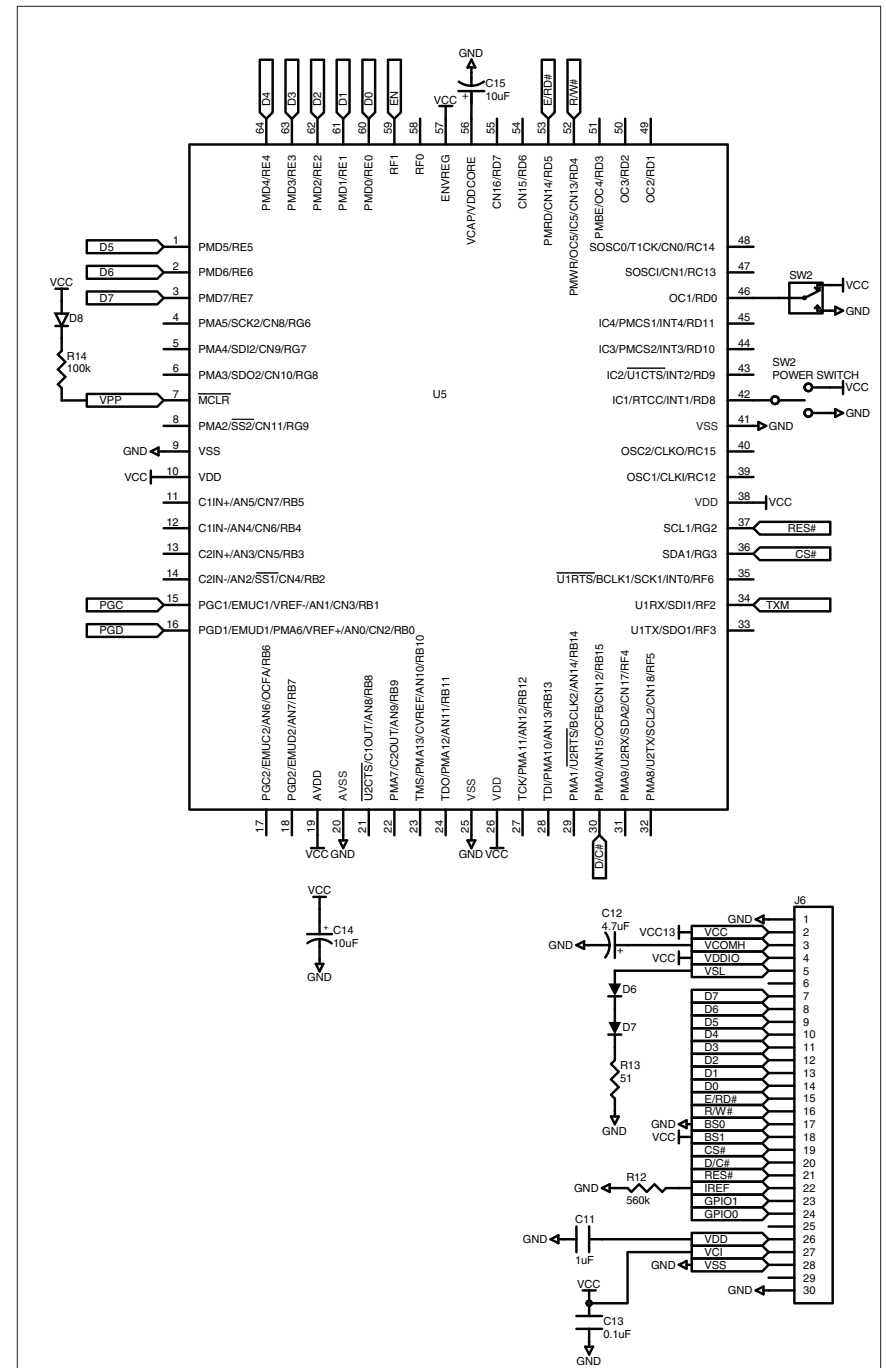 GND
C15
10uF
VCC
D4
D3
D2
D1
D0
EN
E/RD#
R/W#
64
63
62
61
60
59
58
57
56
55
54
53
52
51
50
49
PMD4/RE4
PMD3/RE3
PMD2/RE2
PMD1/RE1
PMD0/RE0
RF1
RF0
ENVREG
VCAP/VDDCORE
CN16/RD7
CN15/RD6
PMRD/CN14/RD5
PMWR/OC5/IC5/CN13/RD4
PMBE/OC4/RD3
OC3/RD2
OC2/RD1
D5 1 PMD5/RE5
D6 2 PMD6/RE6
D7 3 PMD7/RE7
4 PMA5/SCK2/CN8/RG6
5 PMA4/SDI2/CN9/RG7
6 PMA3/SDO2/CN10/RG8
VPP 7 MCLR
8 PMA2/SS2/CN11/RG9
GND 9 VSS
VCC 10 VDD
11 C1IN+/AN5/CN7/RB5
12 C1IN-/AN4/CN6/RB4
13 C2IN+/AN3/CN5/RB3
14 C2IN-/AN2/SS1/CN4/RB2
PGC 15 PGC1/EMUC1/VREF-/AN1/CN3/RB1
PGD 16 PGD1/EMUD1/PMA6/VREF+/AN0/CN2/RB0
VCC
D8
R14
100k
U5
SOSC0/T1CK/CN0/RC14 48
SOSCI/CN1/RC13 47
OC1/RD0 46
IC4/PMCS1/INT4/RD11 45
IC3/PMCS2/INT3/RD10 44
IC2/U1CTS/INT2/RD9 43
IC1/RTCC/INT1/RD8 42
VSS 41 GND
OSC2/CLKO/RC15 40
OSC1/CLKI/RC12 39
VDD 38 VCC
SCL1/RG2 37 RES#
SDA1/RG3 36 CS#
U1RTS/BCLK1/SCK1/INT0/RF6 35
U1RX/SDI1/RF2 34 TXM
U1TX/SDO1/RF3 33
SW2
VCC
GND
SW2
POWER SWITCH
VCC
GND
PGC2/EMUC2/AN6/OCFA/RB6
PGD2/EMUD2/AN7/RB7
AVDD
AVSS
U2CTS/C1OUT/AN8/RB8
PMA7/C2OUT/AN9/RB9
TMS/PMA13/CVREF/AN10/RB10
TDO/PMA12/AN11/RB11
VSS
VDD
TCK/PMA11/AN12/RB12
TDI/PMA10/AN13/RB13
PMA1/U2RTS/BCLK2/AN14/RB14
PMA0/AN15/OCFB/CN12/RB15
PMA9/U2RX/SDA2/CN17/RF4
PMA8/U2TX/SCL2/CN18/RF5
17
18
19
20
21
22
23
24
25
26
27
28
29
30
31
32
VCC
GND
GND
VCC
D/C#
VCC
C14
10uF
GND
J6
GND 1
VCC13 VCC 2
C12
4.7uF
GND VCOMH 3
VCC VDDIO 4
VSL 5
6
D7 7
D6 8
D5 9
D4 10
D3 11
D2 12
D1 13
D0 14
E/RD# 15
R/W# 16
GND BS0 17
VCC BS1 18
CS# 19
D/C# 20
RES# 21
IREF 22
GPIO1 23
GPIO0 24
25
VDD 26
VCI 27
GND VSS 28
29
GND 30
D6
D7
R13
51
GND
GND
R12
560k
GND
C11
1uF
VCC
C13
0.1uF
GND